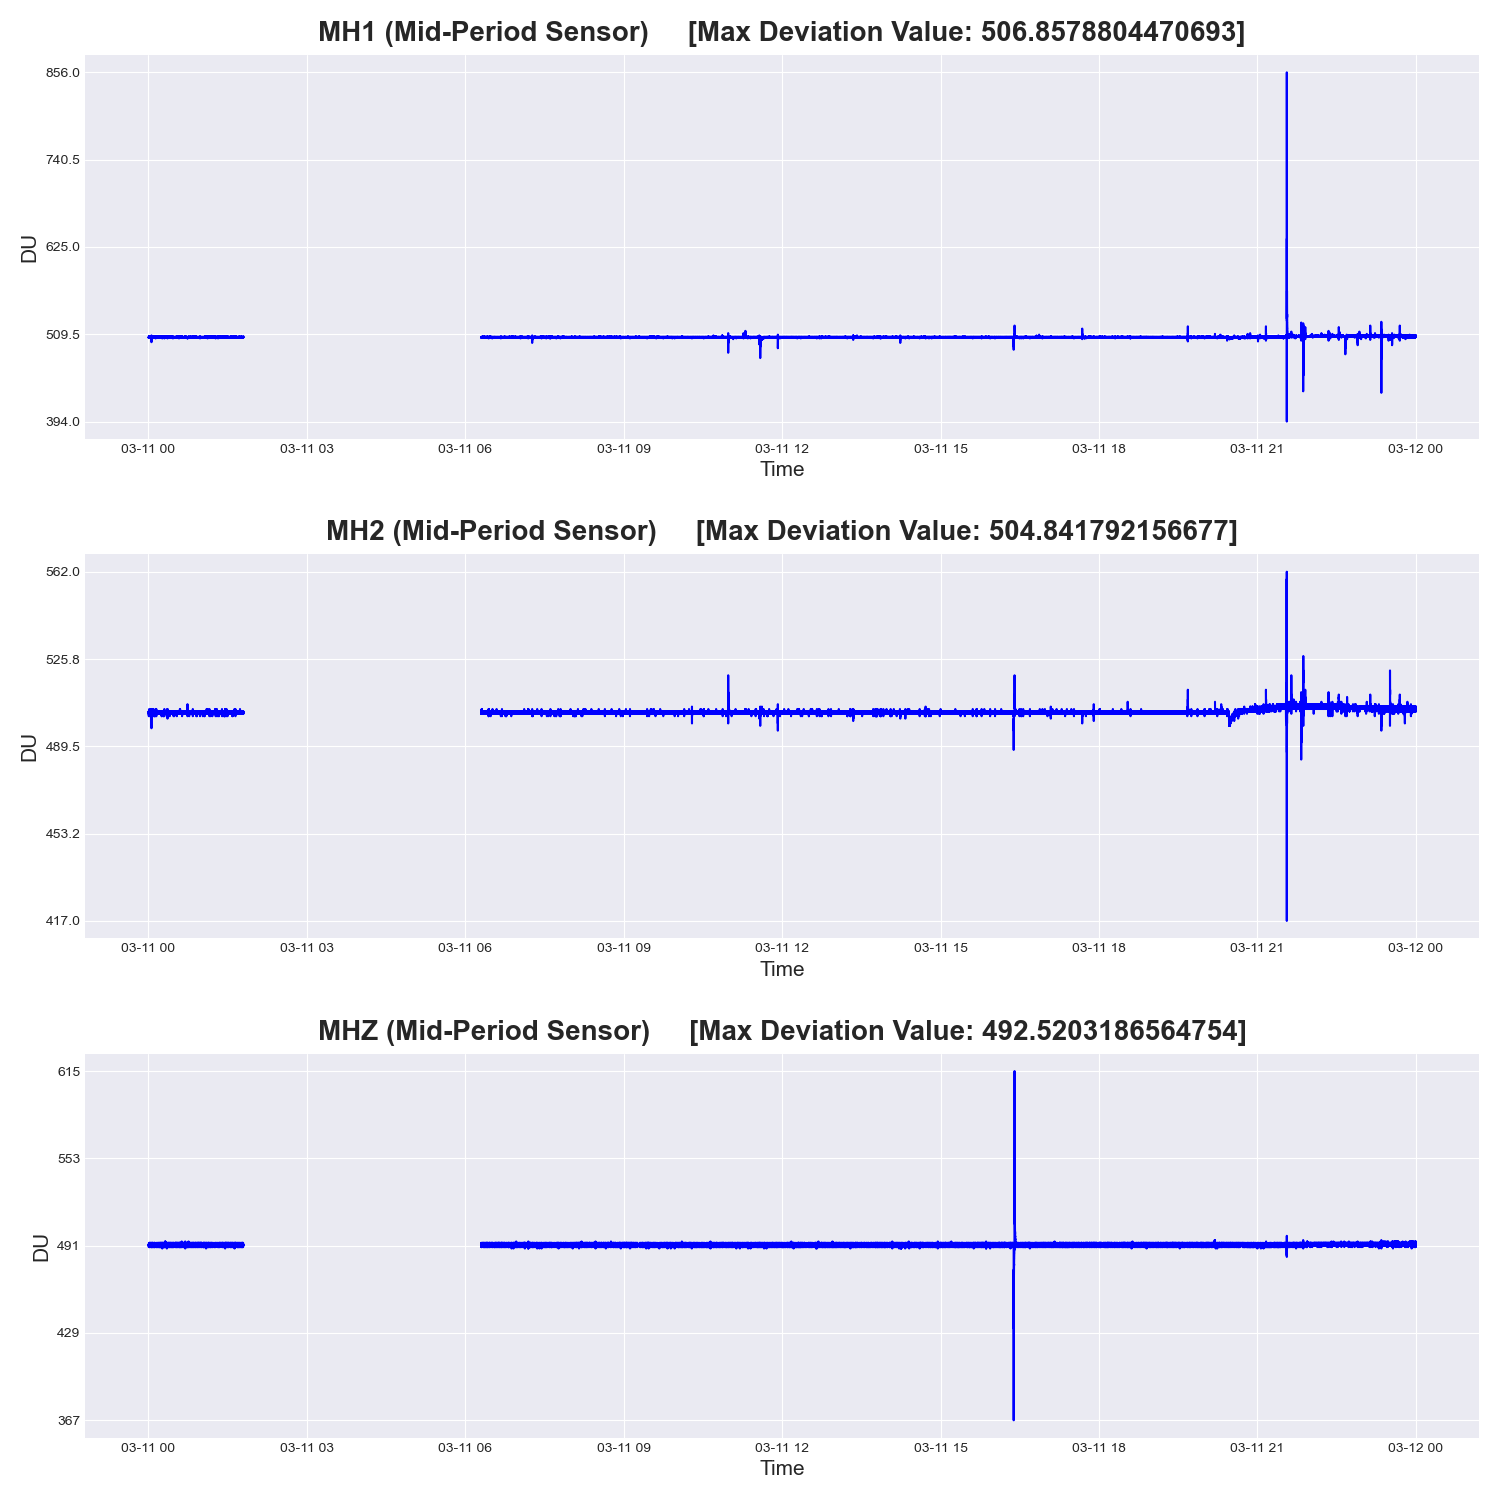 MH1 (Mid-Period Sensor) [Max Deviation Value: 506.8578804470693]
856.0
740.5
625.0
509.5
394.0
DU
03-11 00 03-11 03 03-11 06 03-11 09 03-11 12 03-11 15 03-11 18 03-11 21 03-12 00
Time
MH2 (Mid-Period Sensor) [Max Deviation Value: 504.841792156677]
562.0
525.8
489.5
453.2
417.0
DU
03-11 00 03-11 03 03-11 06 03-11 09 03-11 12 03-11 15 03-11 18 03-11 21 03-12 00
Time
MHZ (Mid-Period Sensor) [Max Deviation Value: 492.5203186564754]
615
553
491
429
367
DU
03-11 00 03-11 03 03-11 06 03-11 09 03-11 12 03-11 15 03-11 18 03-11 21 03-12 00
Time